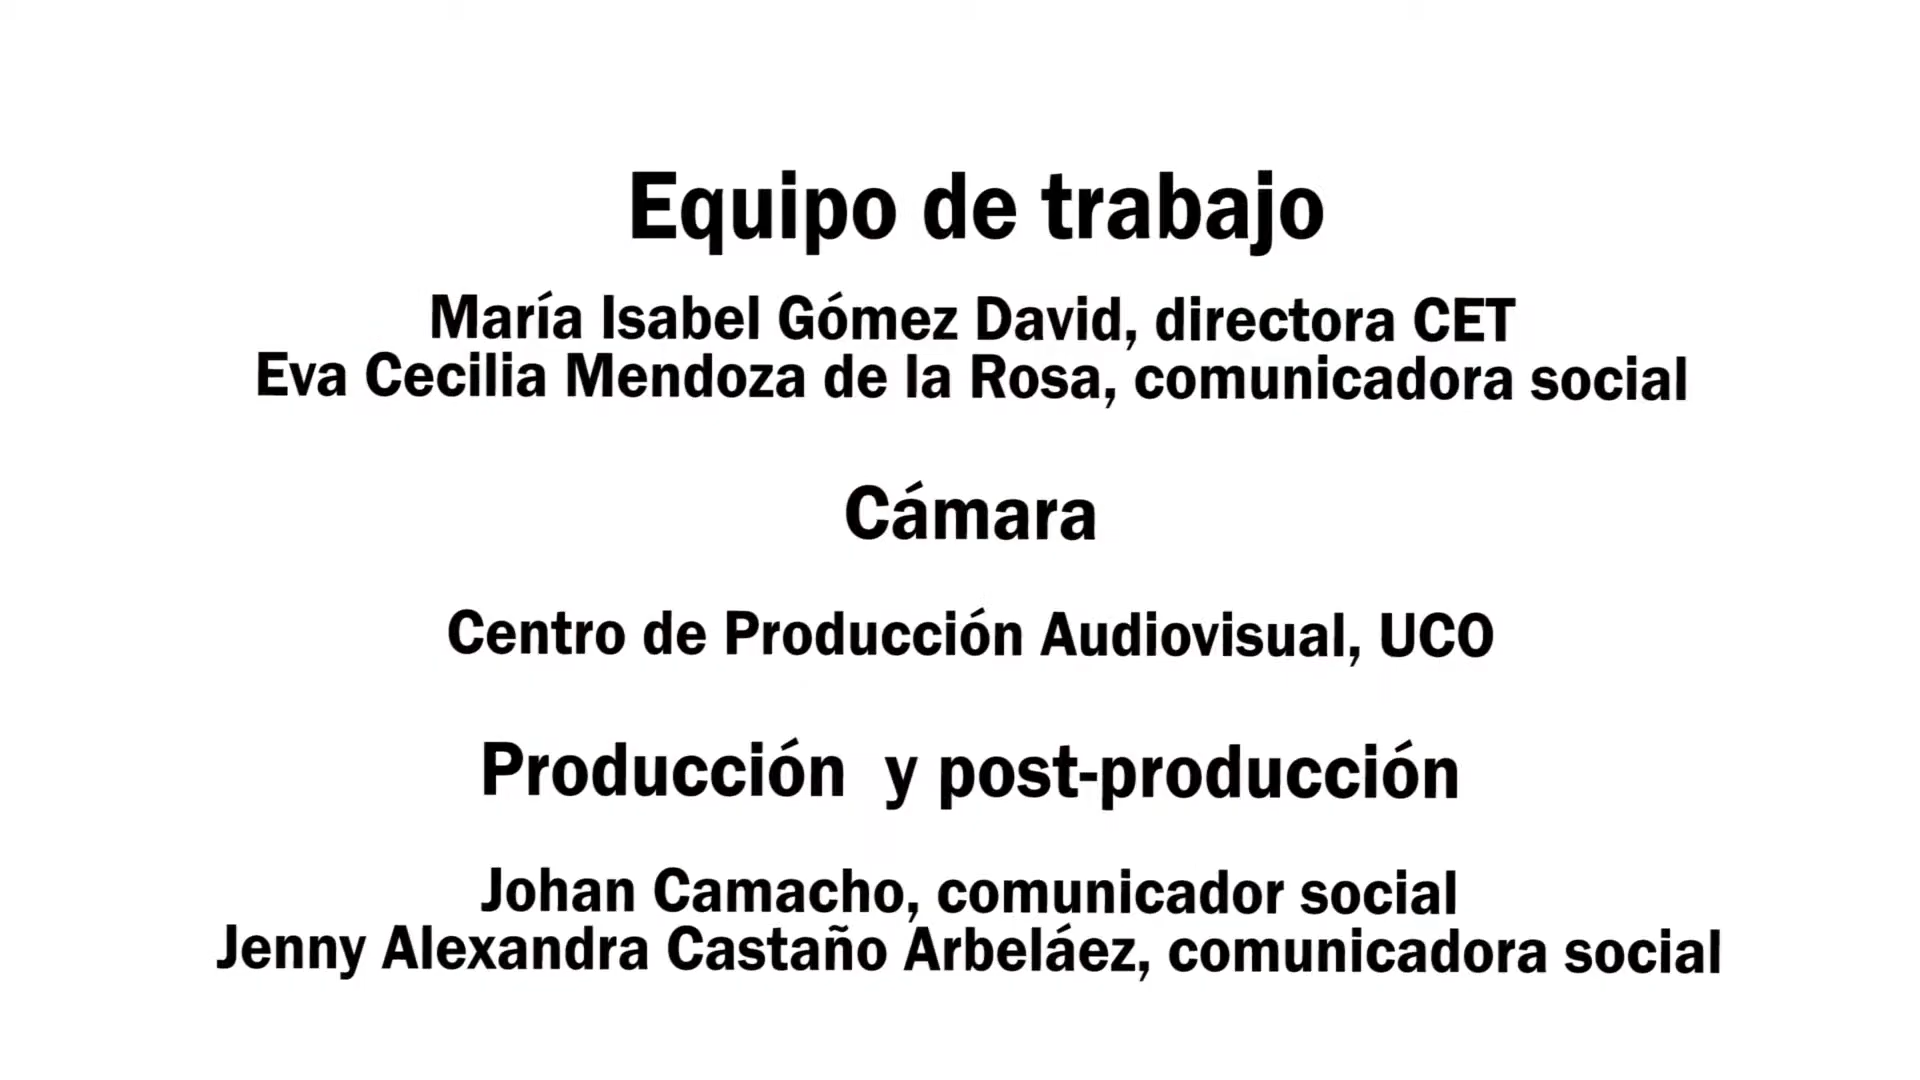 Equipo de trabajo
María Isabel Gómez David, directora CET
Eva Cecilia Mendoza de la Rosa, comunicadora social
Cámara
Centro de Producción Audiovisual, UCO
Producción  y post-producción
Johan Camacho, comunicador social
Jenny Alexandra Castaño Arbeláez, comunicadora social